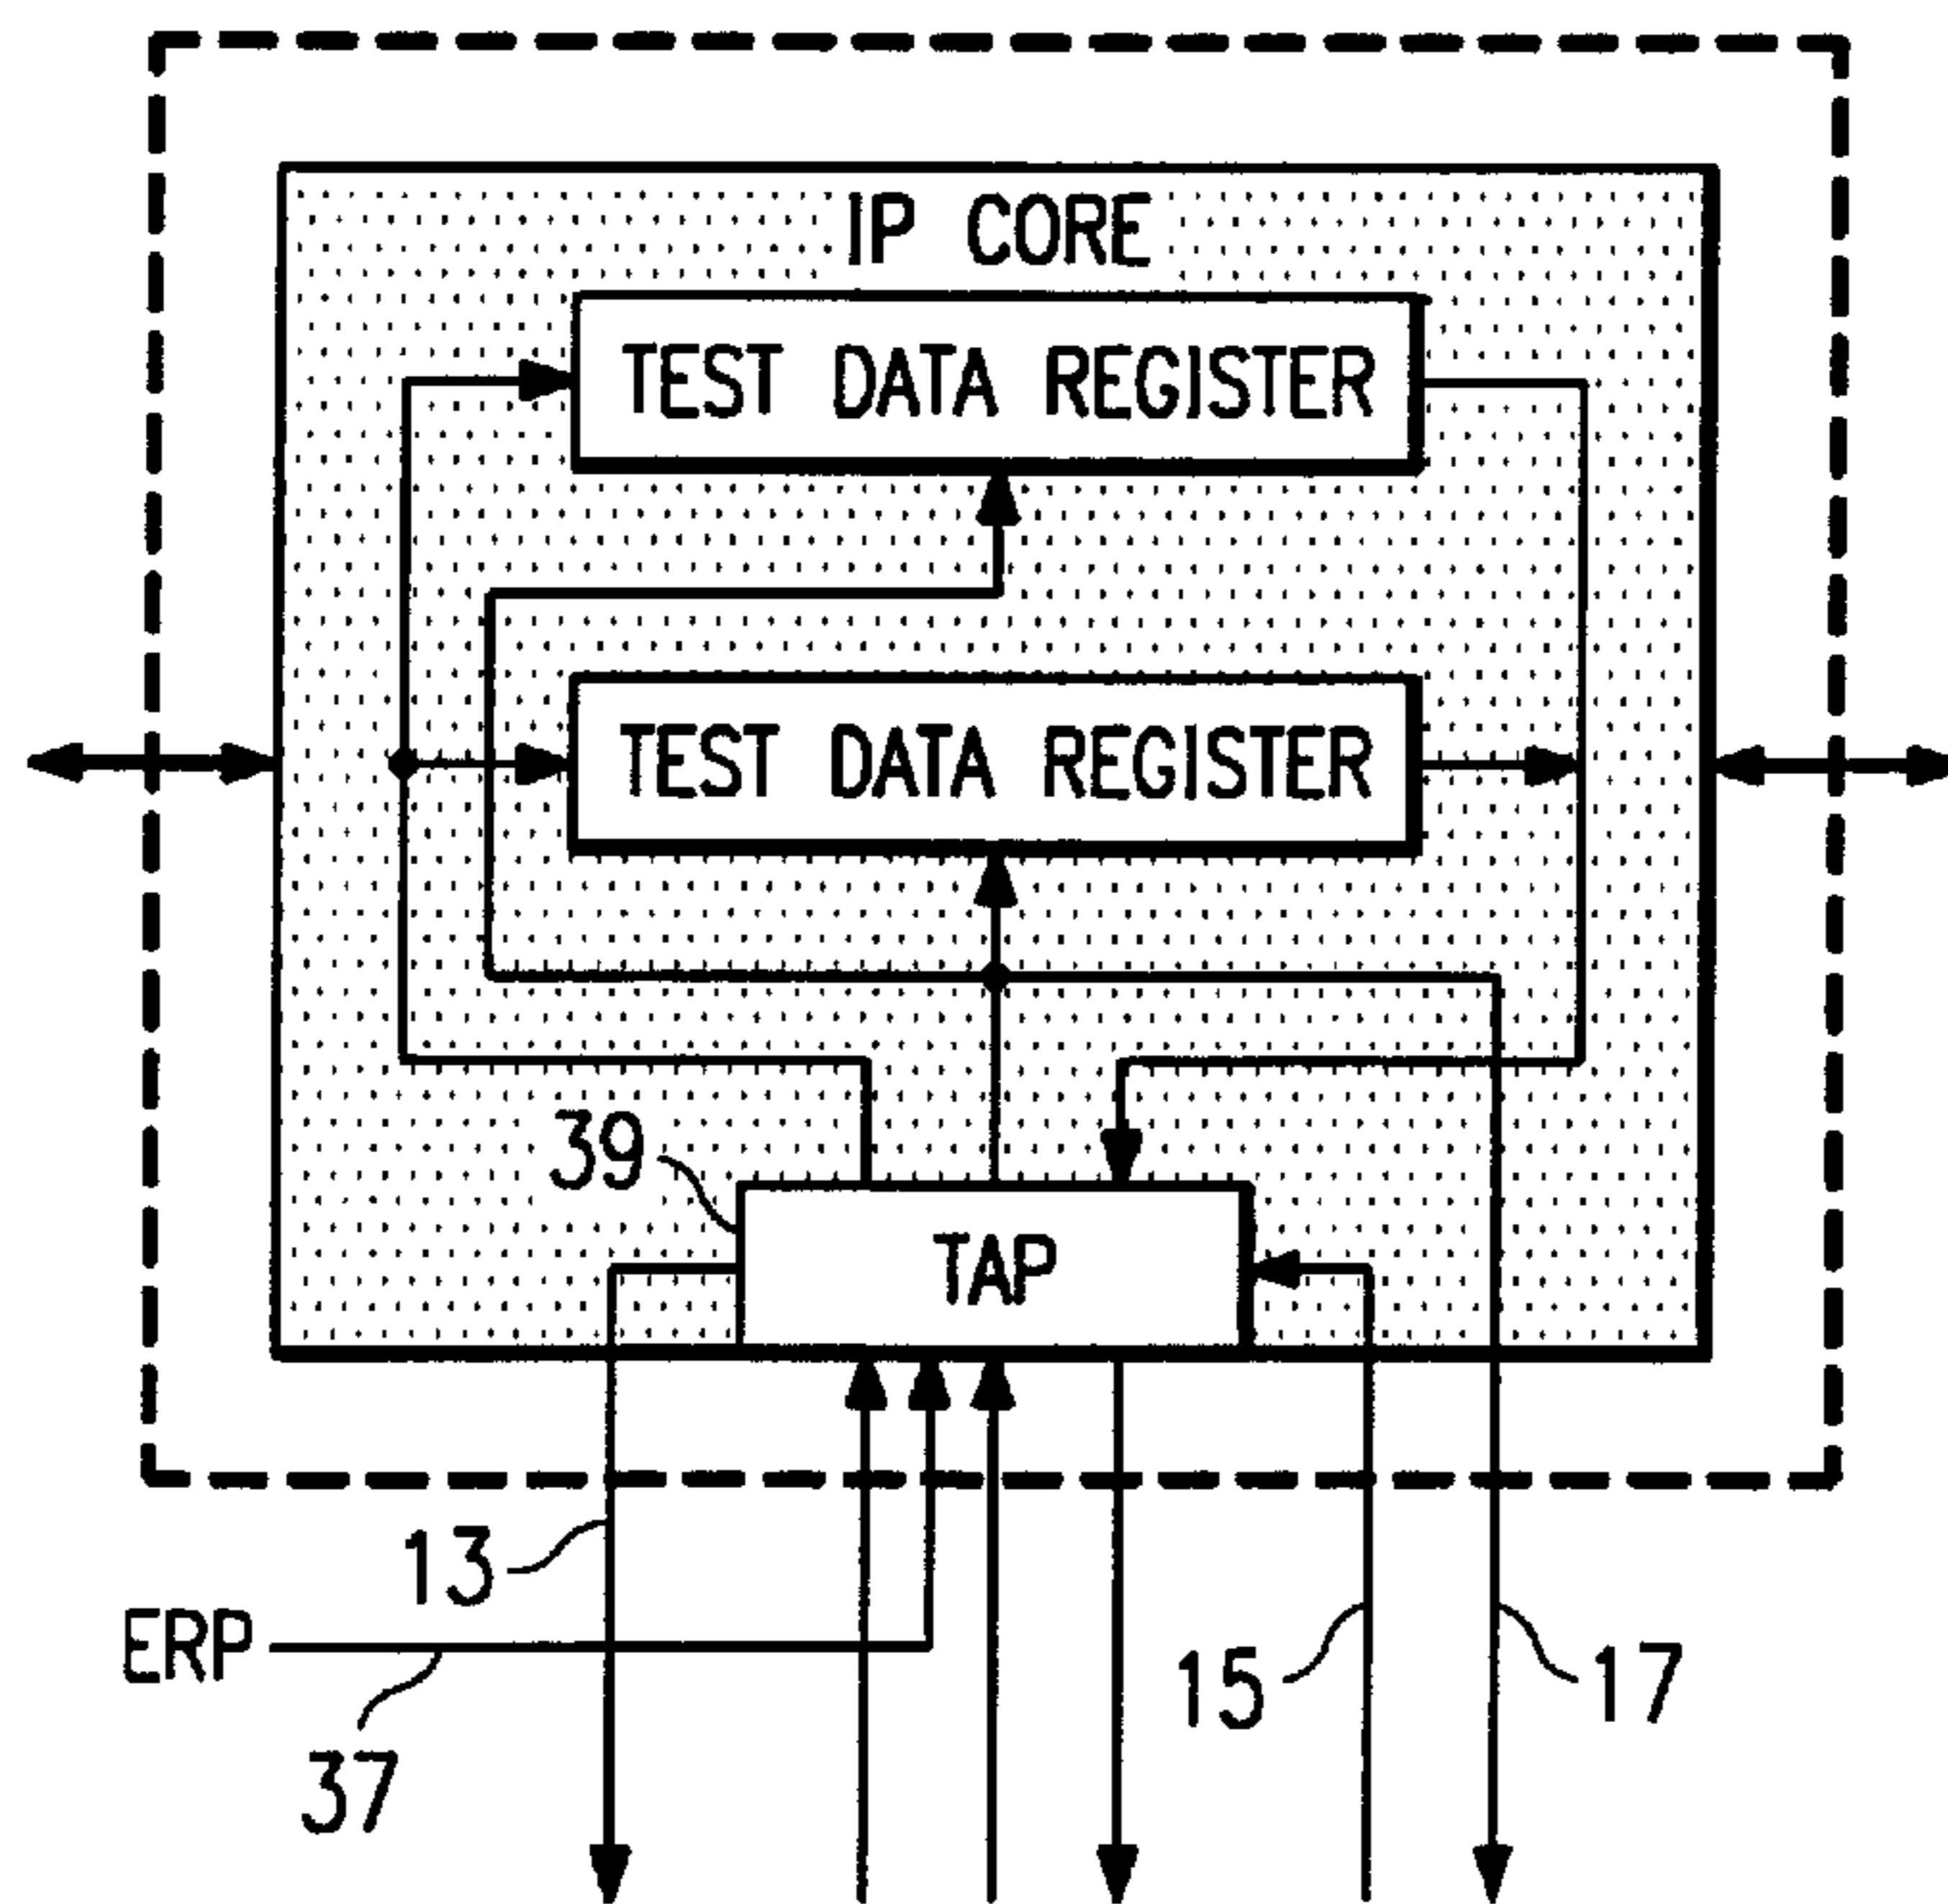 IP CORE
TEST DATA REGISTER
TEST DATA REGISTER
39
TAP
13
ERP
15
17
37